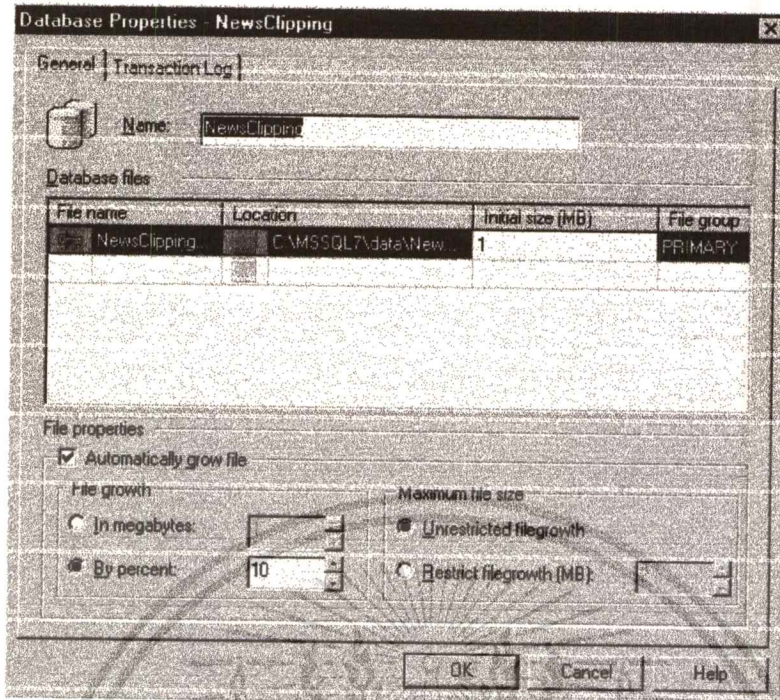 Database Properties - NewsClipping
General Transaction Log
Name: NewsClipping
Database files
File name Location Initial size (MB) File group
NewsClipping... C:\MSSQL7\data\New... 1 PRIMARY
File properties
Automatically grow file
File growth Maximum file size
In megabytes: Unrestricted filegrowth
By percent: 10 Restrict filegrowth (MB):
OK Cancel Help